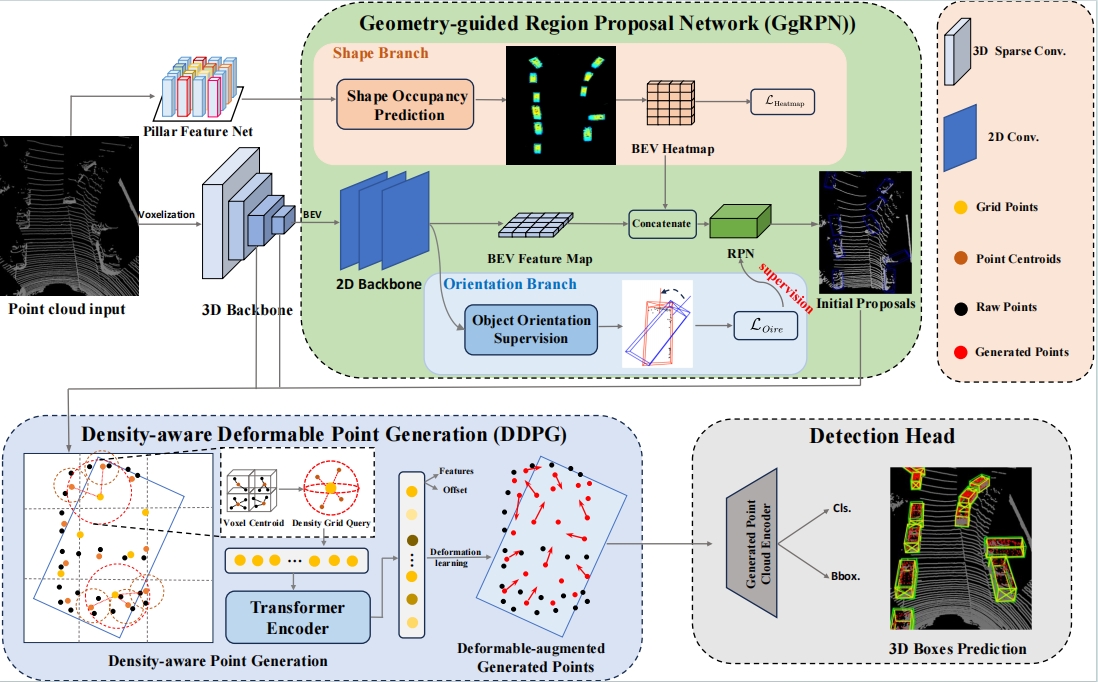 Geometry-guided Region Proposal Network (GgRPN))
Shape Branch
Shape Occupancy
Prediction
BEV Heatmap
ℒHeatmap
Pillar Feature Net
Point cloud input
Voxelization
3D Backbone
BEV
2D Backbone
BEV Feature Map
Concatenate
RPN
supervision
Initial Proposals
Orientation Branch
Object Orientation
Supervision
ℒOire
3D Sparse Conv.
2D Conv.
Grid Points
Point Centroids
Raw Points
Generated Points
Density-aware Deformable Point Generation (DDPG)
Voxel Centroid
Density Grid Query
Transformer
Encoder
Features
Offset
Deformation
learning
Density-aware Point Generation
Deformable-augmented
Generated Points
Detection Head
Generated Point
Cloud Encoder
Cls.
Bbox.
3D Boxes Prediction